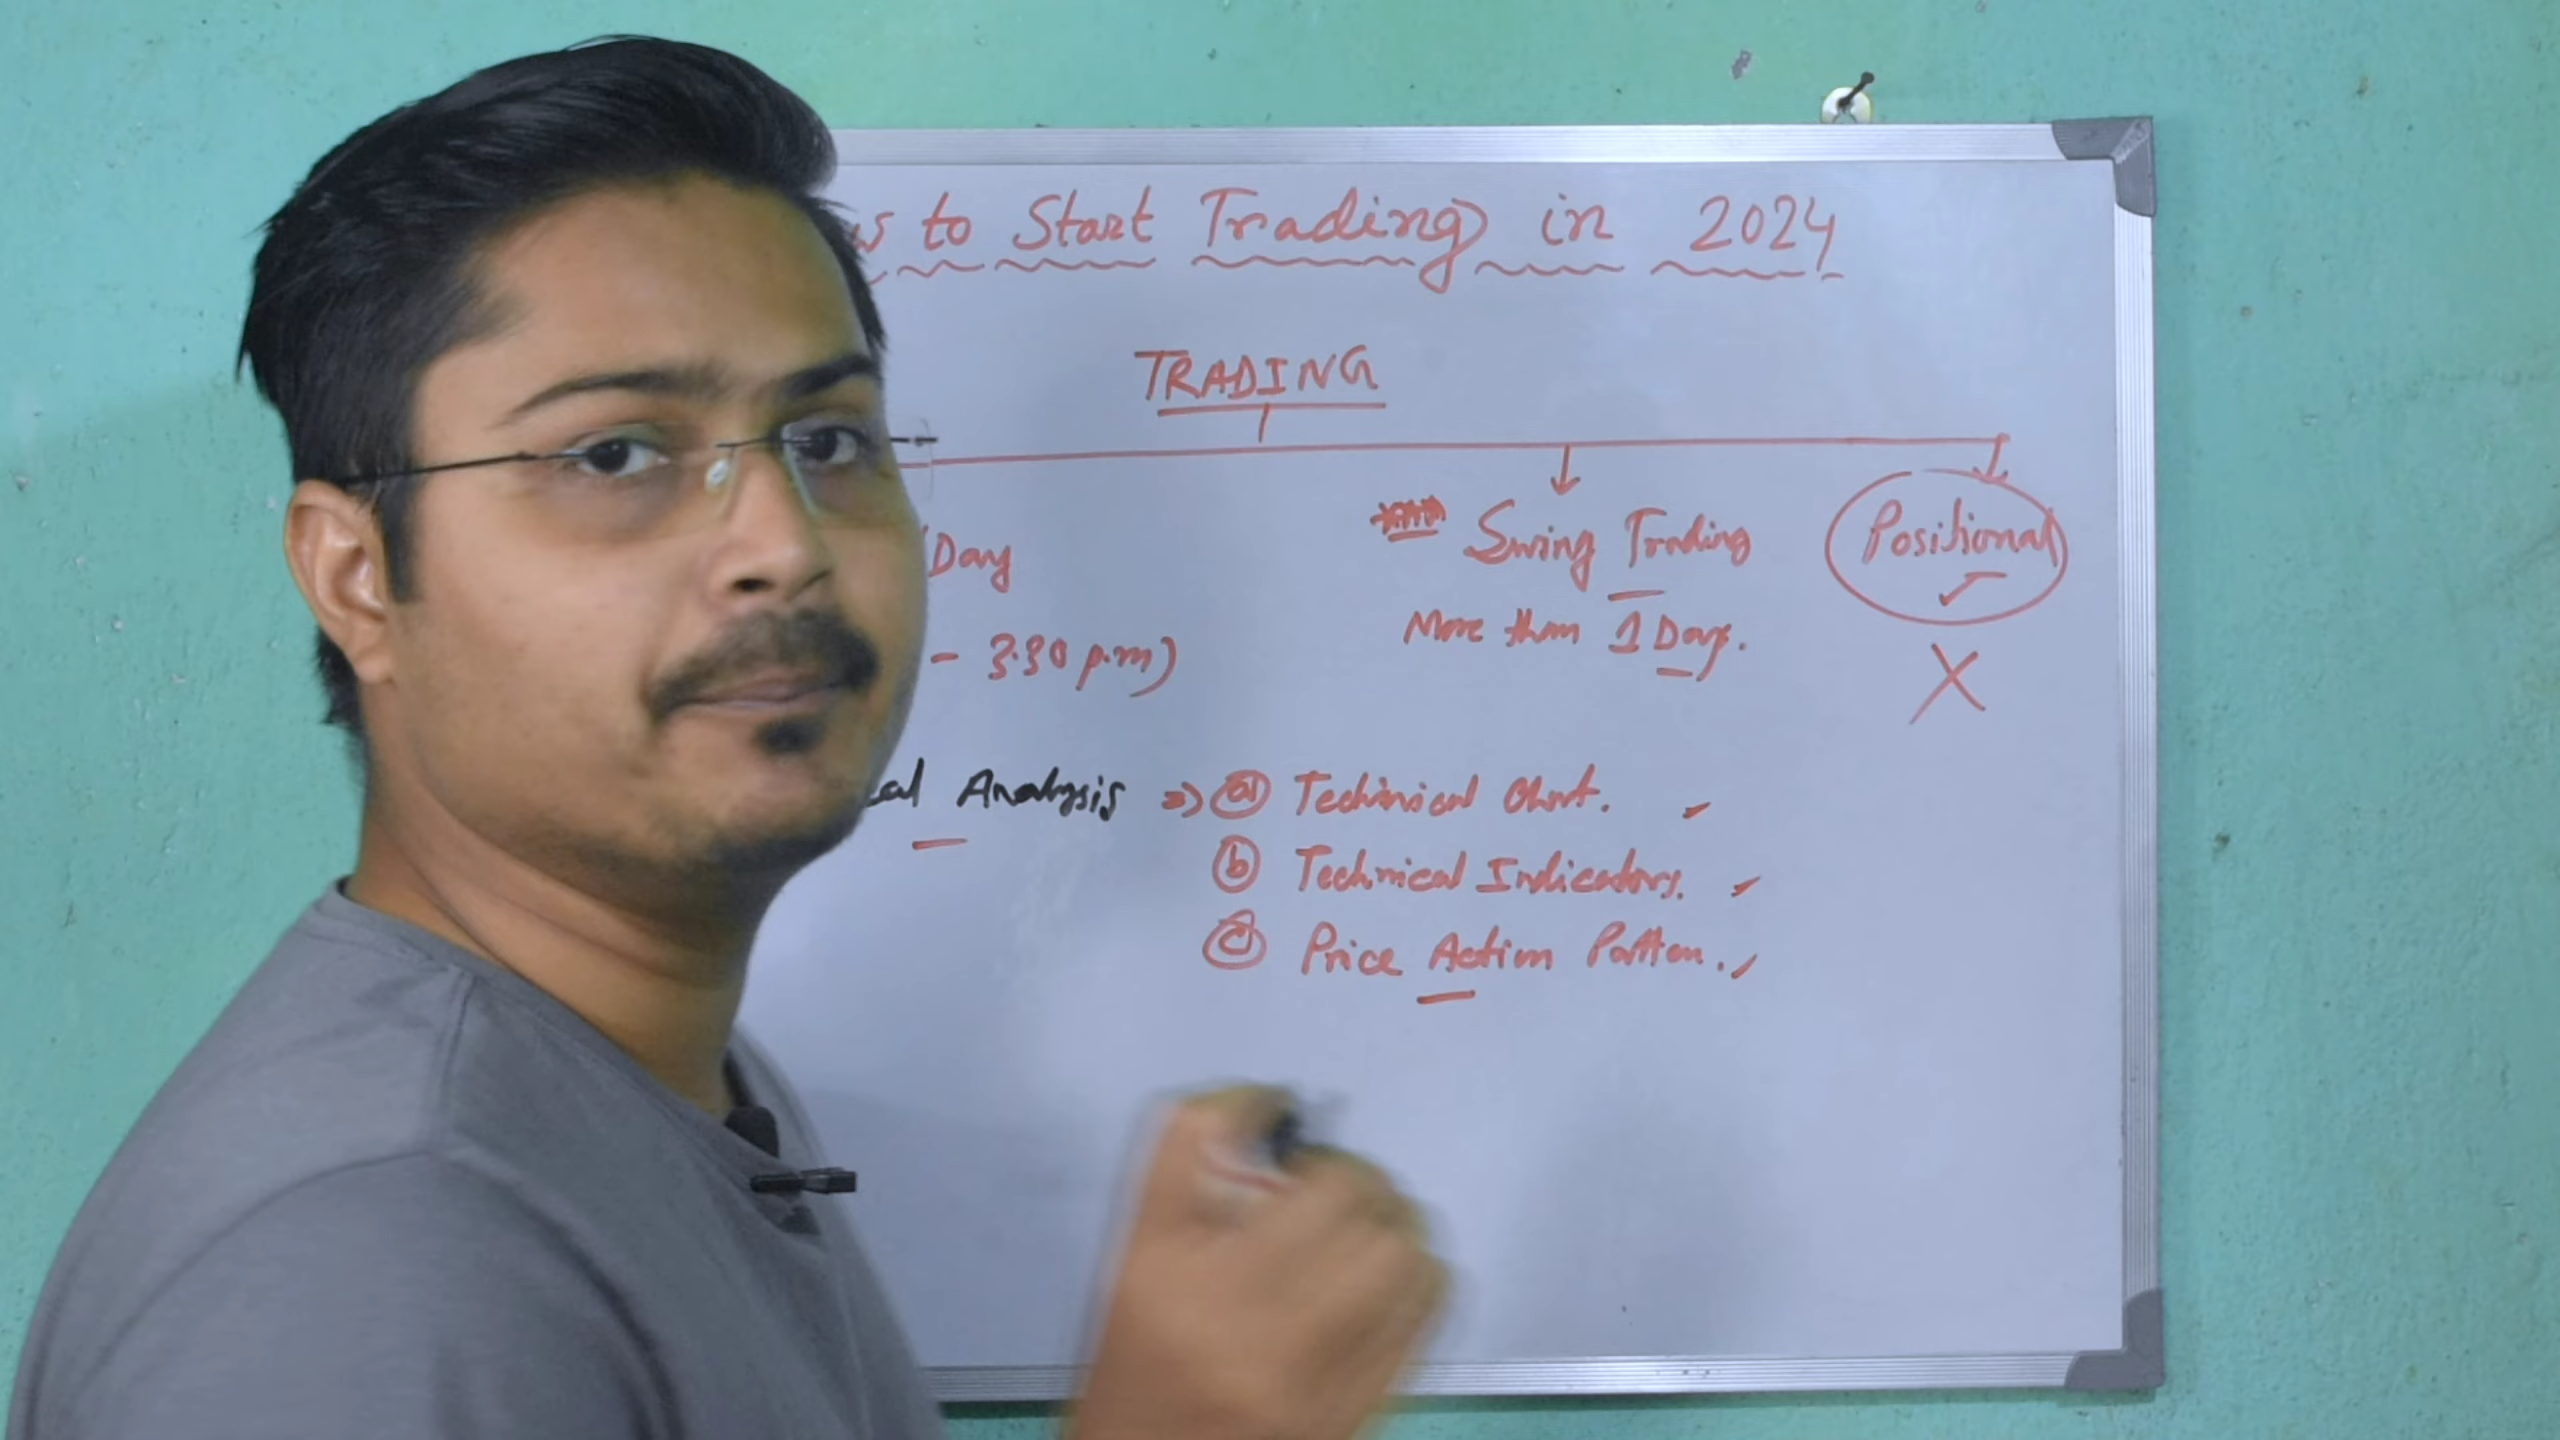 to Start Trading in 2024
TRADING
Day
Swing Trading
Positional
- 3.30 p.m)
More than 1 Day.
X
Analysis => (a) Technical Chart.
(b) Technical Indicators.
(c) Price Action Pattern.